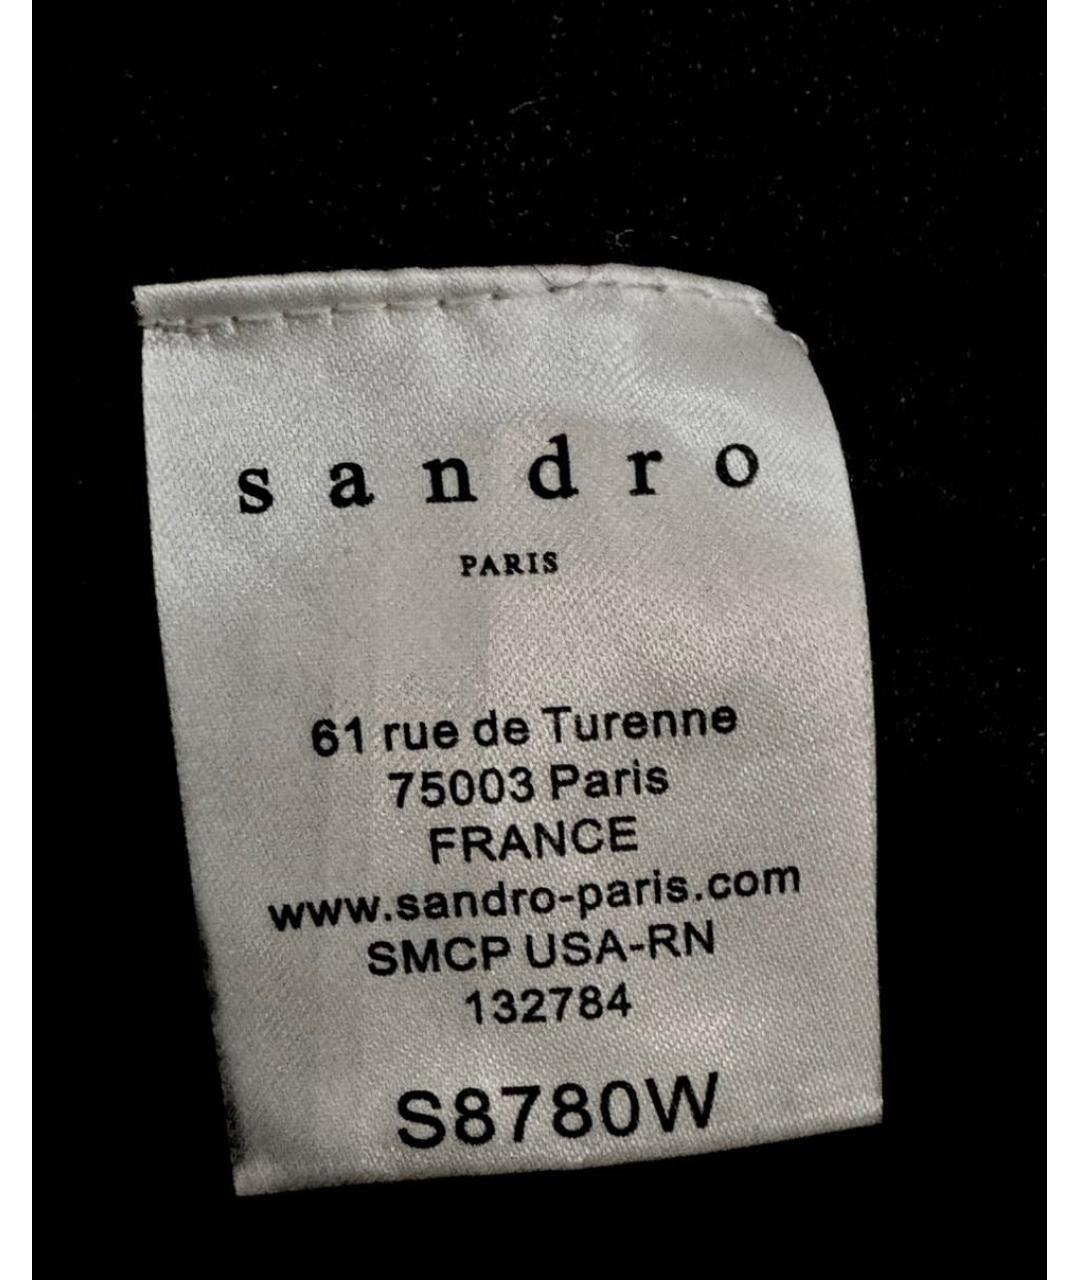 sandro
PARIS
61 rue de Turenne
75003 Paris
FRANCE
www.sandro-paris.com
SMCP USA-RN
132784
S8780W